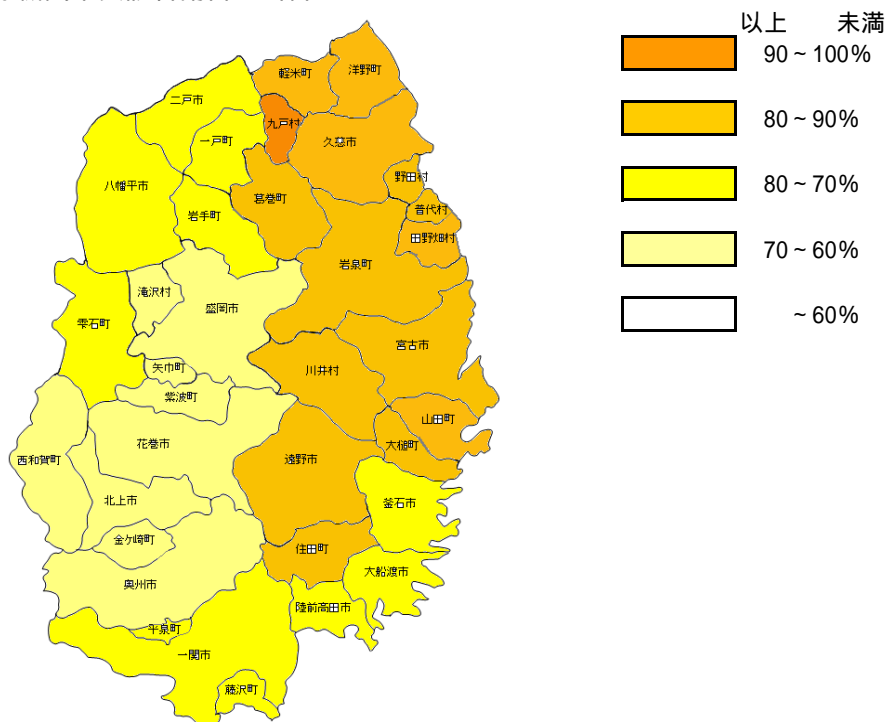 以上 未満
90～100%
80～90%
80～70%
70～60%
～60%
軽米町
洋野町
二戸市
九戸村
一戸町
久慈市
八幡平市
野田村
葛巻町
岩手町
普代村
田野畑村
岩泉町
滝沢村
盛岡市
雫石町
宮古市
矢巾町
川井村
紫波町
山田町
花巻市
大槌町
西和賀町
遠野市
北上市
釜石市
金ケ崎町
住田町
大船渡市
奥州市
陸前高田市
平泉町
一関市
藤沢町